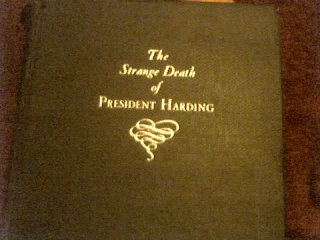 The
Strange Death
of
PRESIDENT HARDING